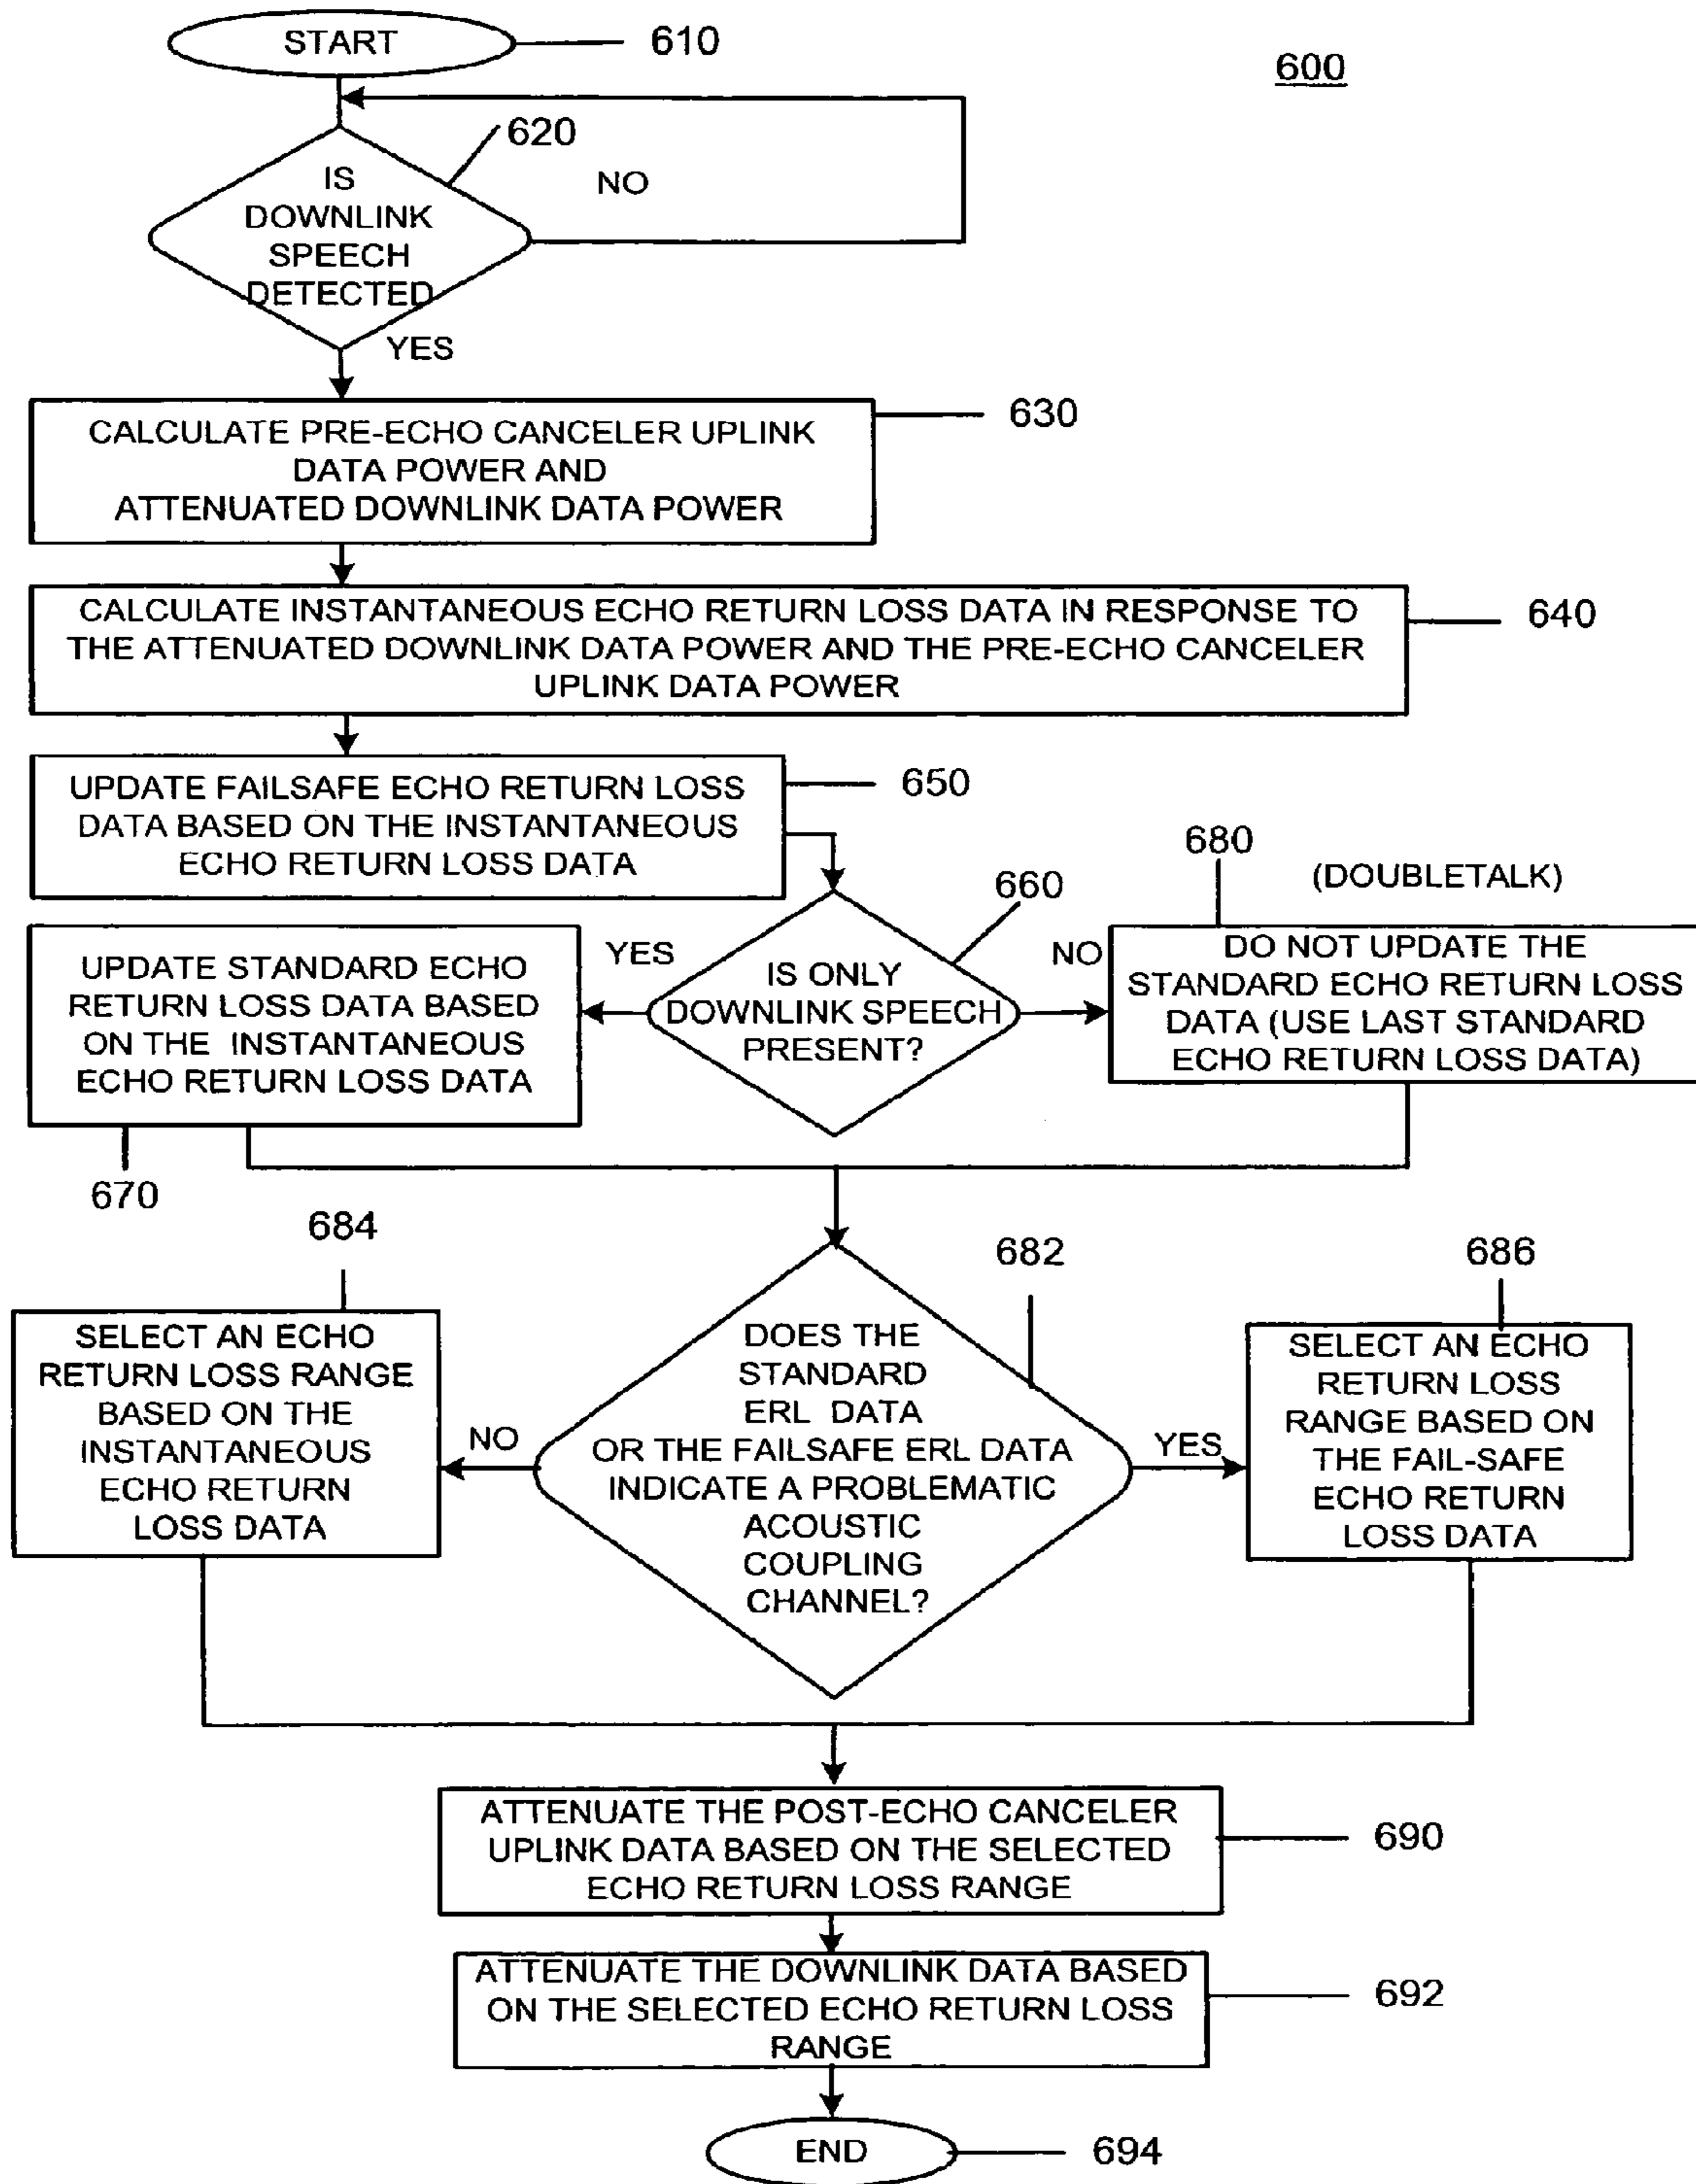 START
610
600
620
IS
DOWNLINK
SPEECH
DETECTED
NO
YES
CALCULATE PRE-ECHO CANCELER UPLINK
DATA POWER AND
ATTENUATED DOWNLINK DATA POWER
630
CALCULATE INSTANTANEOUS ECHO RETURN LOSS DATA IN RESPONSE TO
THE ATTENUATED DOWNLINK DATA POWER AND THE PRE-ECHO CANCELER
UPLINK DATA POWER
640
UPDATE FAILSAFE ECHO RETURN LOSS
DATA BASED ON THE INSTANTANEOUS
ECHO RETURN LOSS DATA
650
660
680
(DOUBLETALK)
UPDATE STANDARD ECHO
RETURN LOSS DATA BASED
ON THE INSTANTANEOUS
ECHO RETURN LOSS DATA
670
YES
IS ONLY
DOWNLINK SPEECH
PRESENT?
NO
DO NOT UPDATE THE
STANDARD ECHO RETURN LOSS
DATA (USE LAST STANDARD
ECHO RETURN LOSS DATA)
684
682
686
SELECT AN ECHO
RETURN LOSS RANGE
BASED ON THE
INSTANTANEOUS
ECHO RETURN
LOSS DATA
NO
DOES THE
STANDARD
ERL DATA
OR THE FAILSAFE ERL DATA
INDICATE A PROBLEMATIC
ACOUSTIC
COUPLING
CHANNEL?
YES
SELECT AN ECHO
RETURN LOSS
RANGE BASED ON
THE FAIL-SAFE
ECHO RETURN
LOSS DATA
ATTENUATE THE POST-ECHO CANCELER
UPLINK DATA BASED ON THE SELECTED
ECHO RETURN LOSS RANGE
690
ATTENUATE THE DOWNLINK DATA BASED
ON THE SELECTED ECHO RETURN LOSS
RANGE
692
END
694